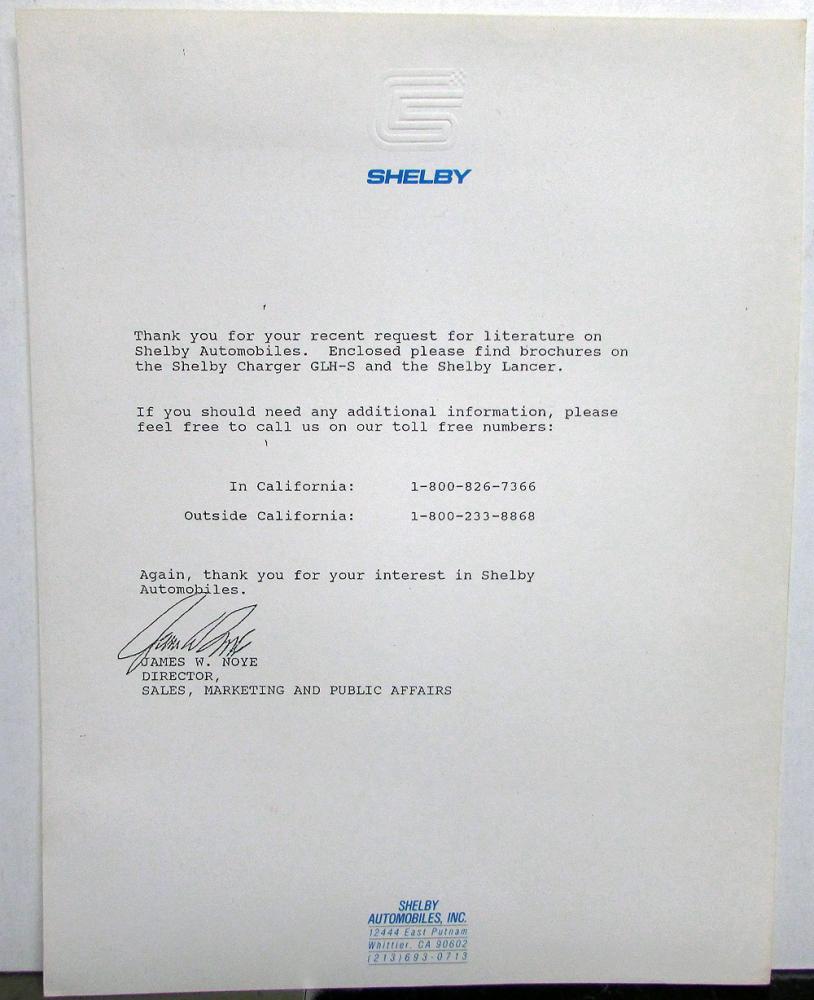 SHELBY
Thank you for your recent request for literature on
Shelby Automobiles.  Enclosed please find brochures on
the Shelby Charger GLH-S and the Shelby Lancer.
If you should need any additional information, please
feel free to call us on our toll free numbers:
In California: 1-800-826-7366
Outside California: 1-800-233-8868
Again, thank you for your interest in Shelby
Automobiles.
JAMES W. NOYE
DIRECTOR,
SALES, MARKETING AND PUBLIC AFFAIRS
SHELBY
AUTOMOBILES, INC.
12444 East Putnam
Whittier, CA 90602
(213)693-0713